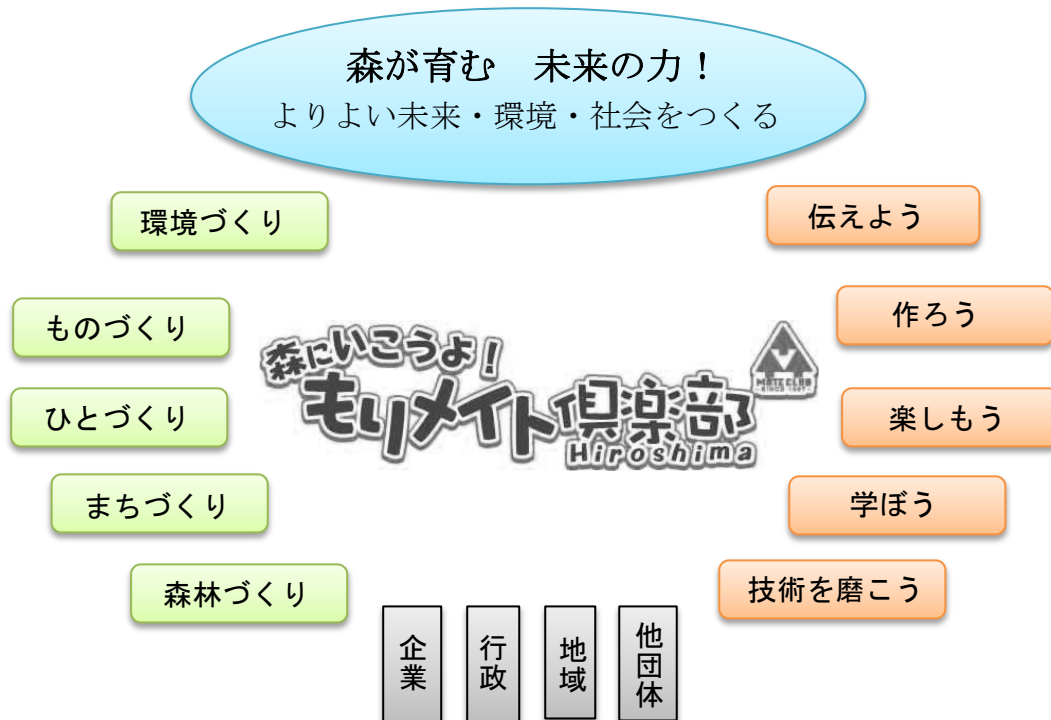 森が育む　未来の力！
よりよい未来・環境・社会をつくる
環境づくり
伝えよう
ものづくり
作ろう
森にいこうよ！
もりメイト倶楽部
Hiroshima
MATE CLUB
SINCE 1997
ひとづくり
楽しもう
まちづくり
学ぼう
森林づくり
技術を磨こう
企業
行政
地域
他団体